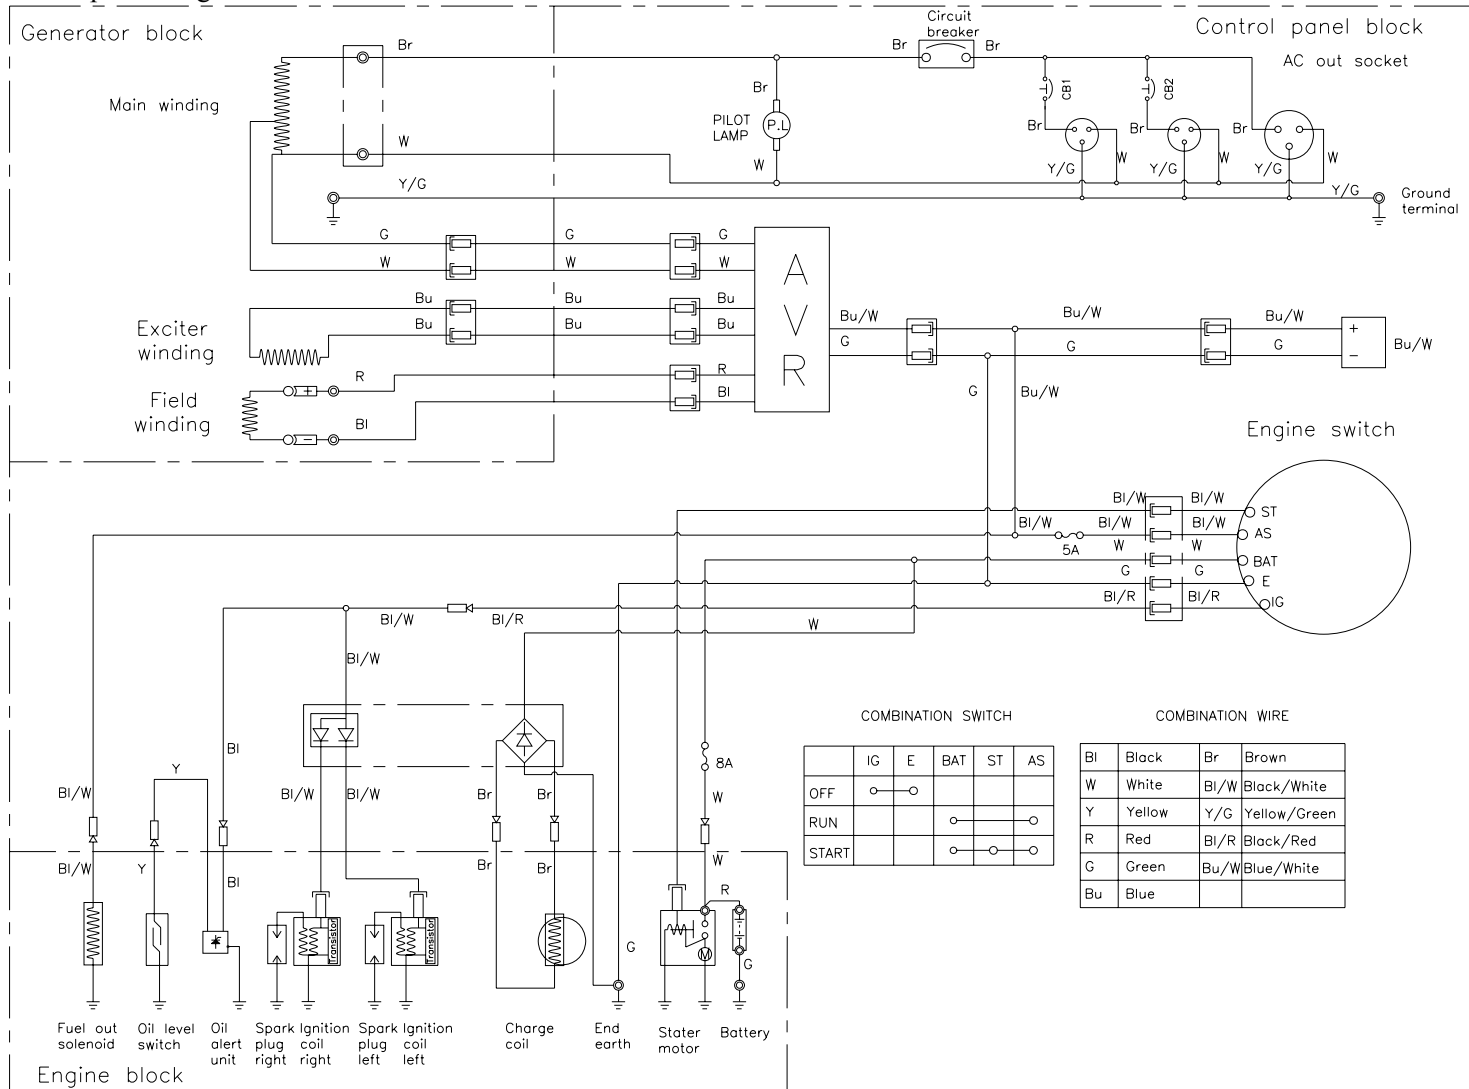 Generator block
Circuit
breaker
Control panel block
AC out socket
Br
Br
Br
Main winding
Br
CB1
CB2
PILOT
LAMP
P.L
Br
Br
Br
W
W
W
W
W
Y/G
Y/G
Y/G
Y/G
Y/G
Ground
terminal
G
G
G
W
W
W
AVR
Bu
Bu
Bu
Bu
Bu
Bu
Exciter
winding
Bu/W
Bu/W
Bu/W
+
Bu/W
G
G
G
−
R
R
+
Field
winding
Bl
Bl
−
G
Bu/W
Engine switch
Bl/W
Bl/W
ST
Bl/W
Bl/W
Bl/W
AS
5A
W
W
BAT
G
G
E
Bl/R
Bl/R
IG
Bl/W
Bl/R
W
Bl/W
COMBINATION SWITCH
IG E BAT ST AS
OFF
RUN
START
COMBINATION WIRE
Bl Black Br Brown
W White Bl/W Black/White
Y Yellow Y/G Yellow/Green
R Red Bl/R Black/Red
G Green Bu/W Blue/White
Bu Blue
Bl
Y
8A
Bl/W
Bl/W
Bl/W
Br
Br
W
Bl/W
Y
Bl
Br
Br
W
R
Transistor
Transistor
M
G
G
Fuel out
solenoid
Oil level
switch
Oil
alert
unit
Spark
plug
right
Ignition
coil
right
Spark
plug
left
Ignition
coil
left
Charge
coil
End
earth
Stater
motor
Battery
Engine block